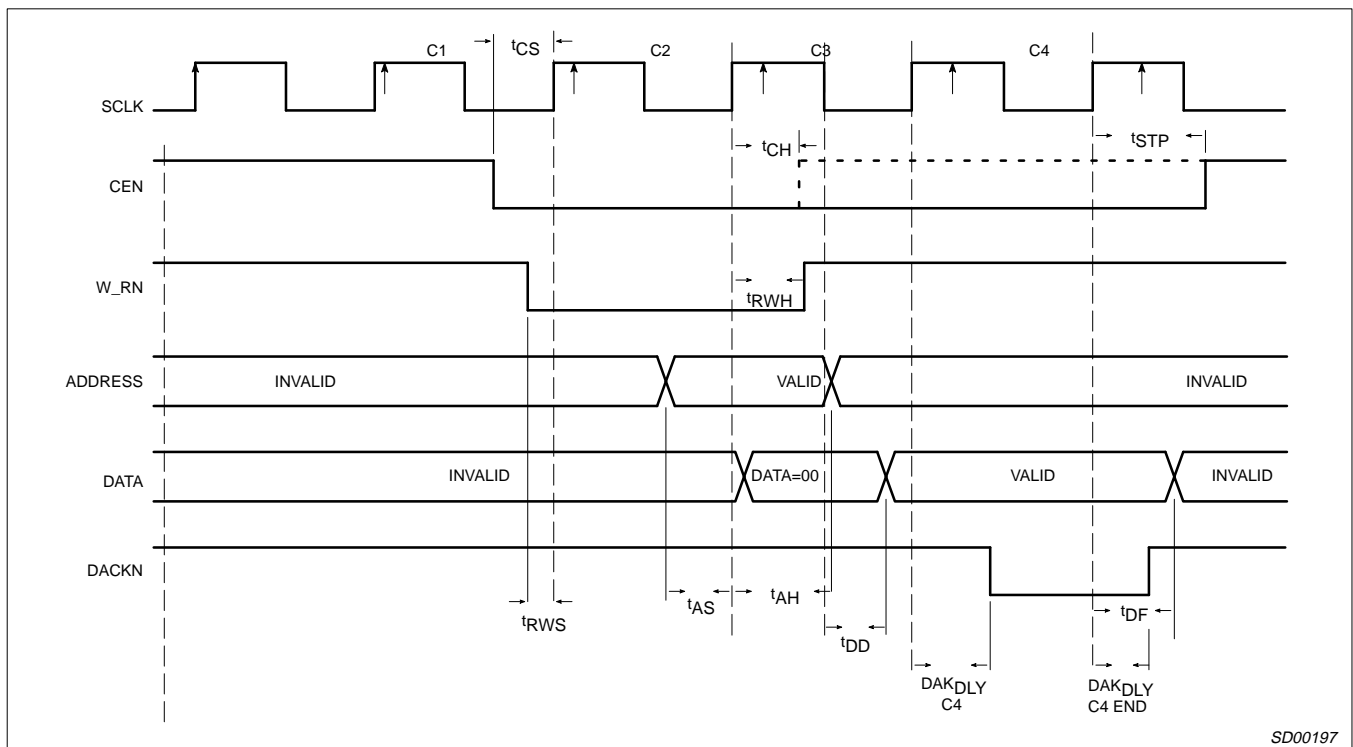 C1 tCS C2 C3 C4
SCLK
tCH tSTP
CEN
W_RN
tRWH
ADDRESS INVALID VALID INVALID
DATA INVALID DATA=00 VALID INVALID
DACKN
tRWS tAS tAH tDD tDF
DAKDLY
C4
DAKDLY
C4 END
SD00197